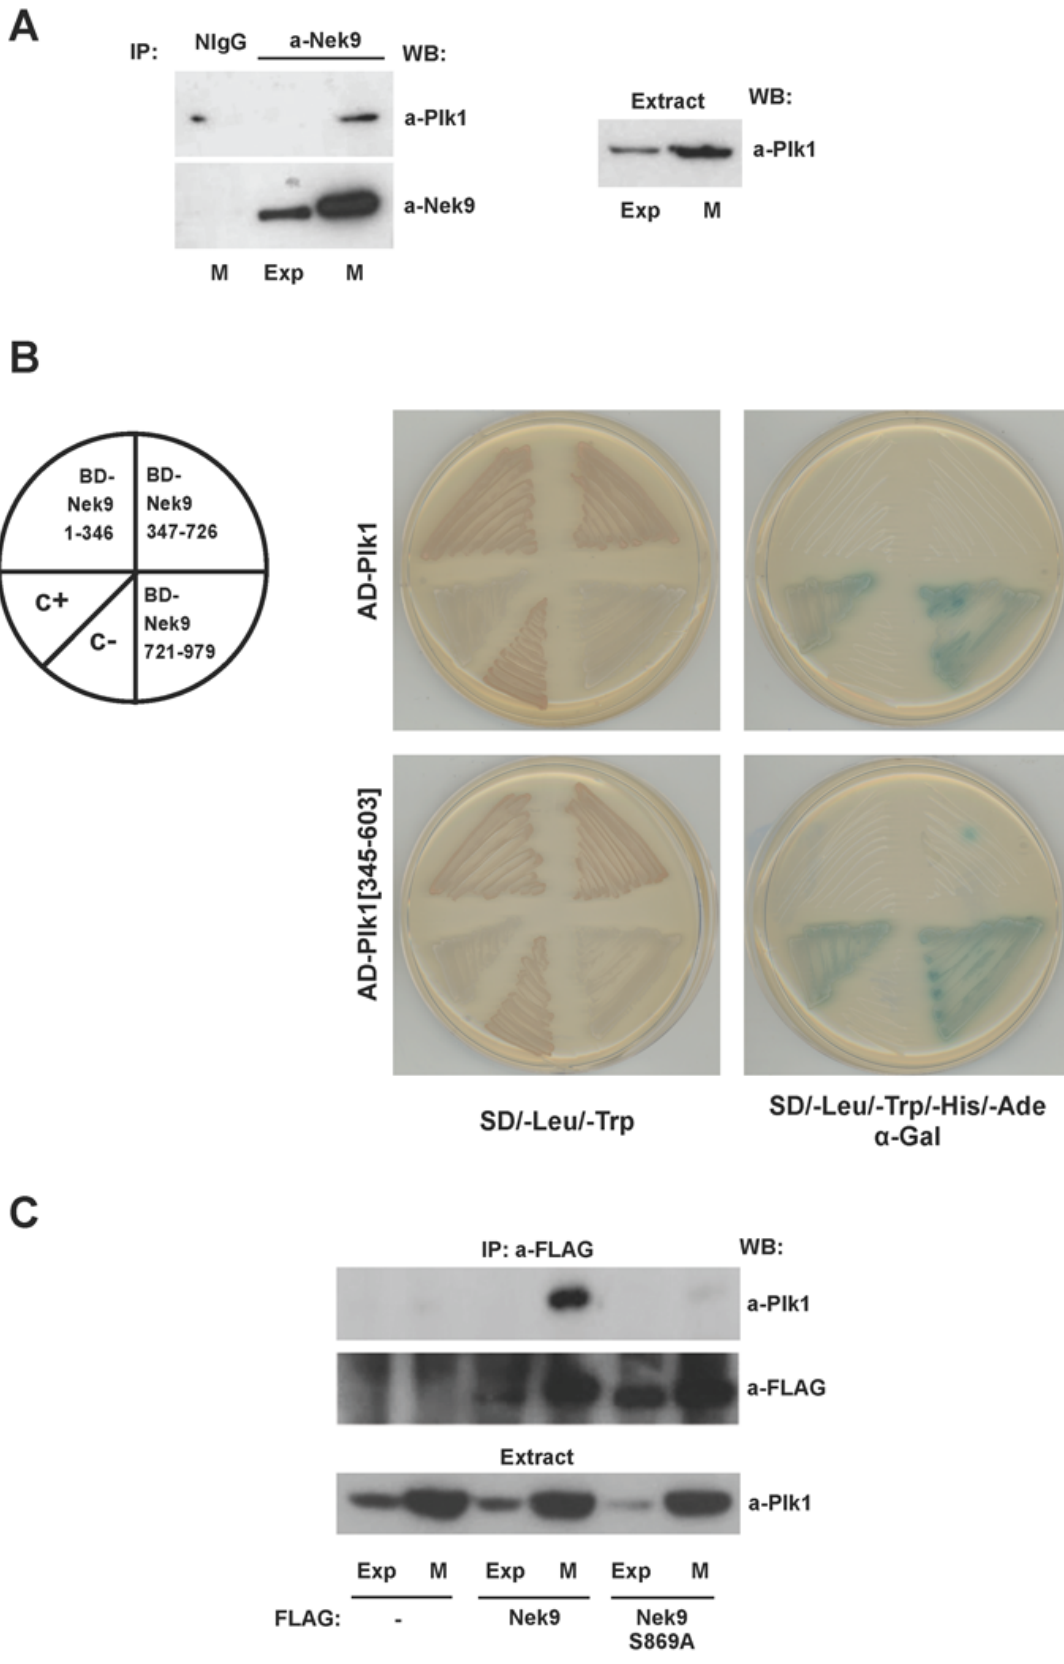 A
IP: NIgG a-Nek9 WB:
a-Plk1
a-Nek9
M Exp M
Extract WB:
a-Plk1
Exp M
B
BD-
Nek9
1-346
BD-
Nek9
347-726
C+
C-
BD-
Nek9
721-979
AD-Plk1
AD-Plk1[345-603]
SD/-Leu/-Trp
SD/-Leu/-Trp/-His/-Ade
α-Gal
C
IP: a-FLAG WB:
a-Plk1
a-FLAG
Extract
a-Plk1
Exp M Exp M Exp M
FLAG: - Nek9 Nek9
S869A